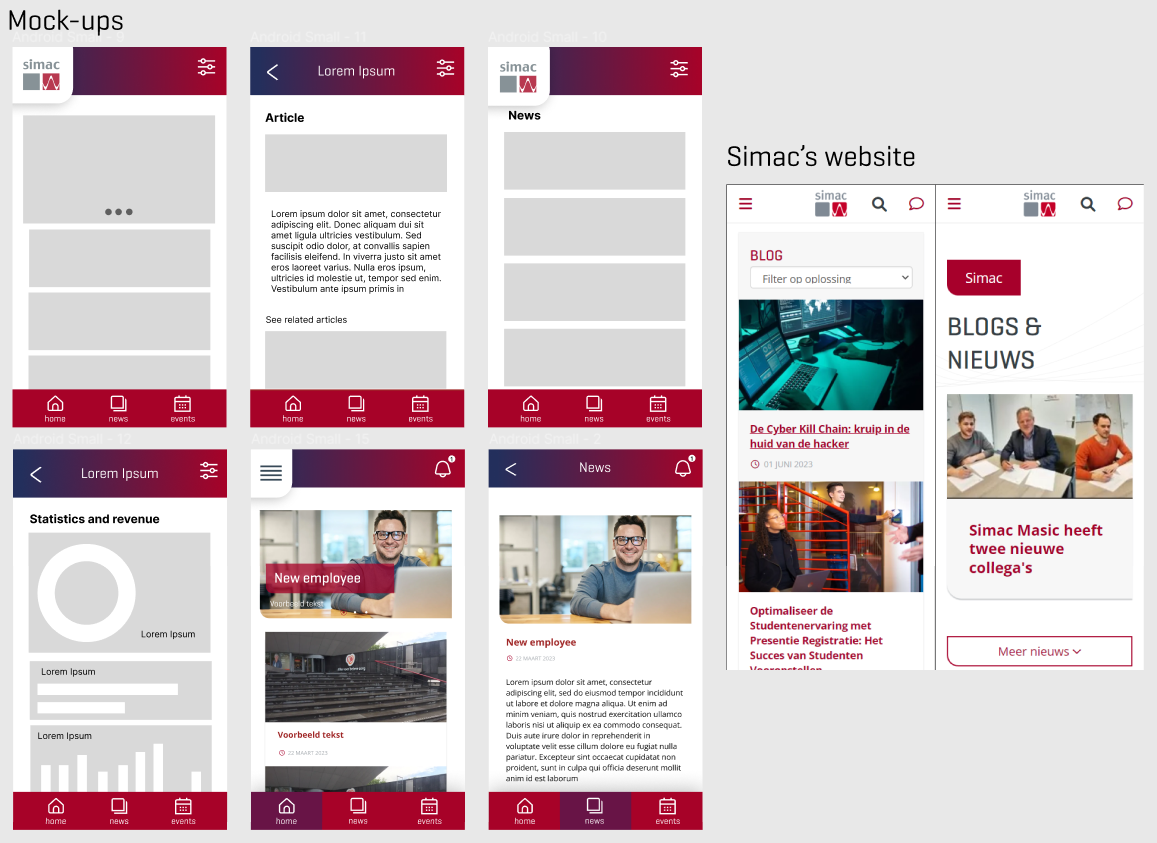 Mock-ups
Android Small - 9
simac
home
news
events
Android Small - 11
Lorem Ipsum
Article
Lorem ipsum dolor sit amet, consectetur
adipiscing elit. Donec aliquam dui sit
amet ligula ultricies vestibulum. Sed
suscipit odio dolor, at convallis sapien
facilisis eleifend. In viverra justo sit amet
eros laoreet varius. Nulla eros ipsum,
ultricies id molestie ut, tempor sed enim.
Vestibulum ante ipsum primis in
See related articles
home
news
events
Android Small - 10
simac
News
home
news
events
Android Small - 12
Lorem Ipsum
Statistics and revenue
Lorem Ipsum
Lorem Ipsum
Lorem Ipsum
home
news
events
Android Small - 15
1
New employee
Voorbeeld tekst
Voorbeeld tekst
22 MAART 2023
home
news
events
Android Small - 2
News
1
New employee
22 MAART 2023
Lorem ipsum dolor sit amet, consectetur
adipiscing elit, sed do eiusmod tempor incididunt
ut labore et dolore magna aliqua. Ut enim ad
minim veniam, quis nostrud exercitation ullamco
laboris nisi ut aliquip ex ea commodo consequat.
Duis aute irure dolor in reprehenderit in
voluptate velit esse cillum dolore eu fugiat nulla
pariatur. Excepteur sint occaecat cupidatat non
proident, sunt in culpa qui officia deserunt mollit
anim id est laborum
home
news
events
Simac's website
simac
BLOG
Filter op oplossing
De Cyber Kill Chain: kruip in de
huid van de hacker
01 JUNI 2023
Optimaliseer de
Studentenervaring met
Presentie Registratie: Het
Succes van Studenten
Vooropstellen
simac
Simac
BLOGS &
NIEUWS
Simac Masic heeft
twee nieuwe
collega's
Meer nieuws